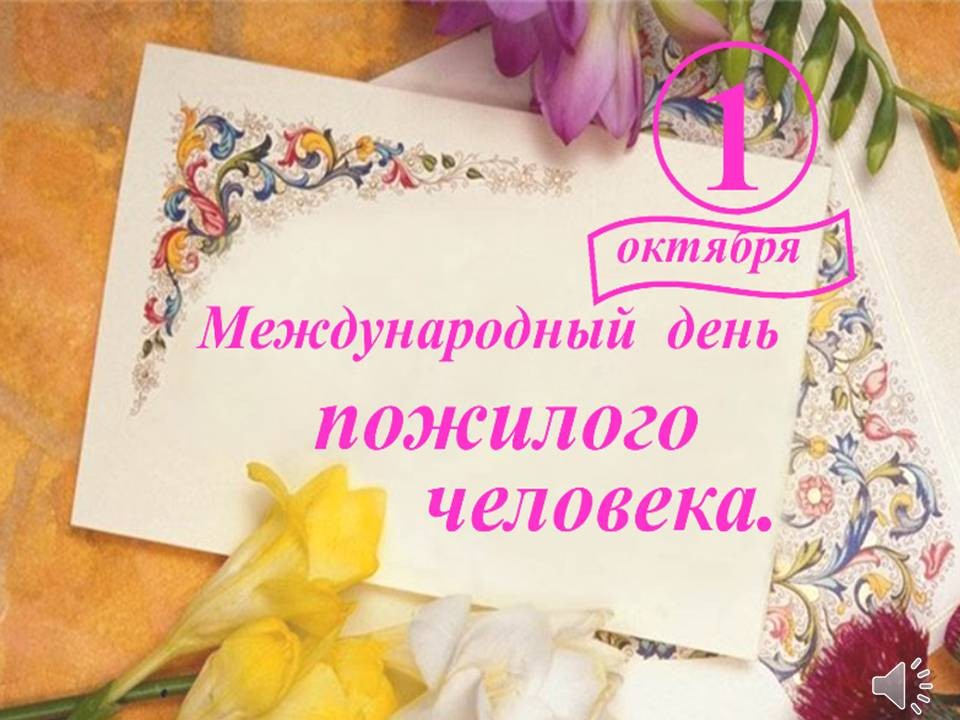 1
октября
Международный день
пожилого
человека.